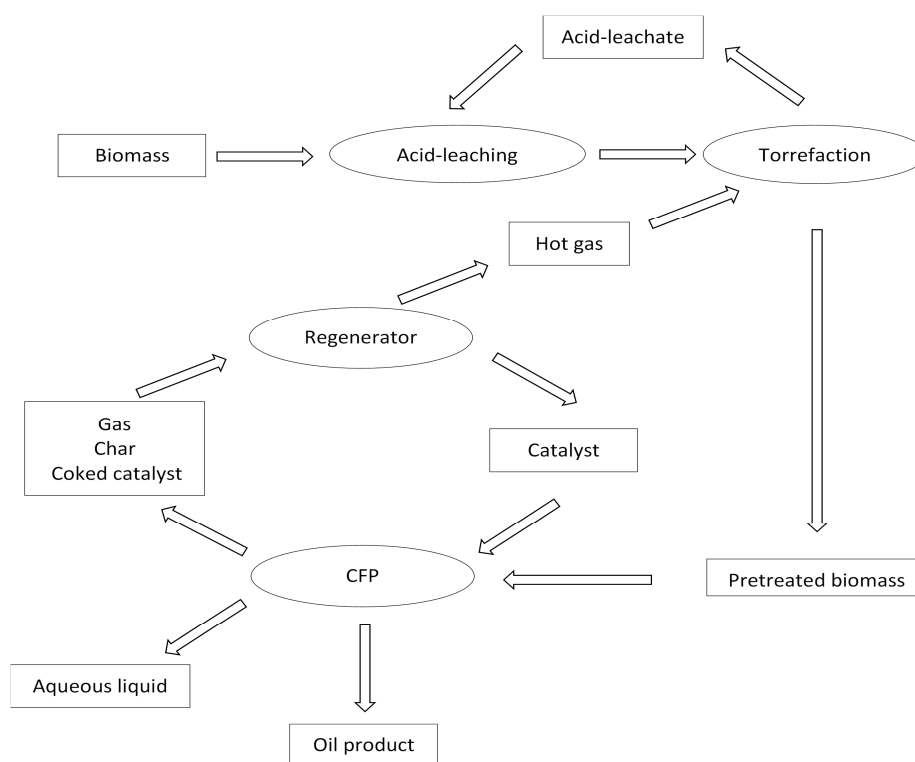 Acid-leachate
Biomass
Acid-leaching
Torrefaction
Hot gas
Regenerator
Gas
Char
Coked catalyst
Catalyst
CFP
Pretreated biomass
Aqueous liquid
Oil product